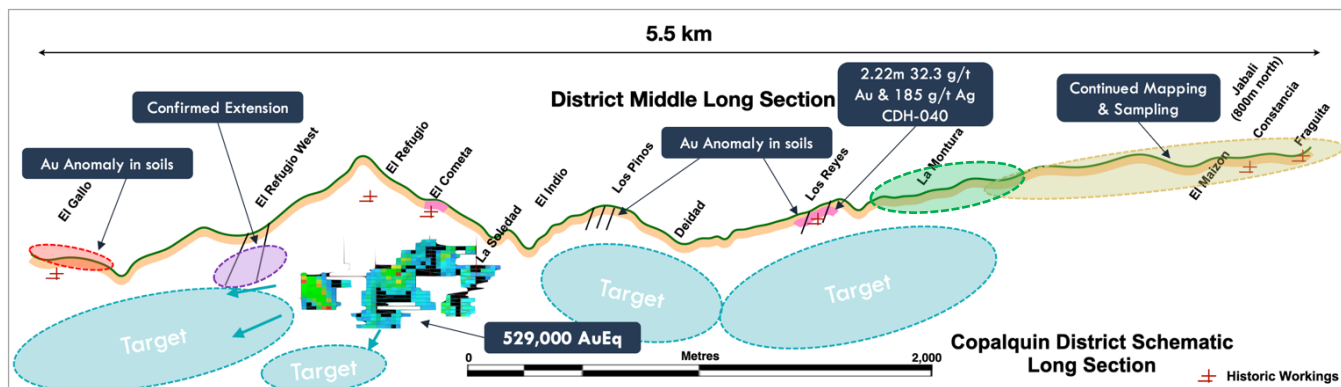 5.5 km
District Middle Long Section
2.22m 32.3 g/t
Au & 185 g/t Ag
CDH-040
Continued Mapping
& Sampling
Jabali
(800m north)
Constancia
Fraguita
El Maizon
Confirmed Extension
Au Anomaly in soils
El Gallo
El Refugio West
El Refugio
El Cometa
La Soledad
El Indio
Los Pinos
Au Anomaly in soils
Deidad
Los Reyes
La Montura
Target
Target
Target
Target
529,000 AuEq
0
Metres
2,000
Copalquin District Schematic
Long Section
Historic Workings